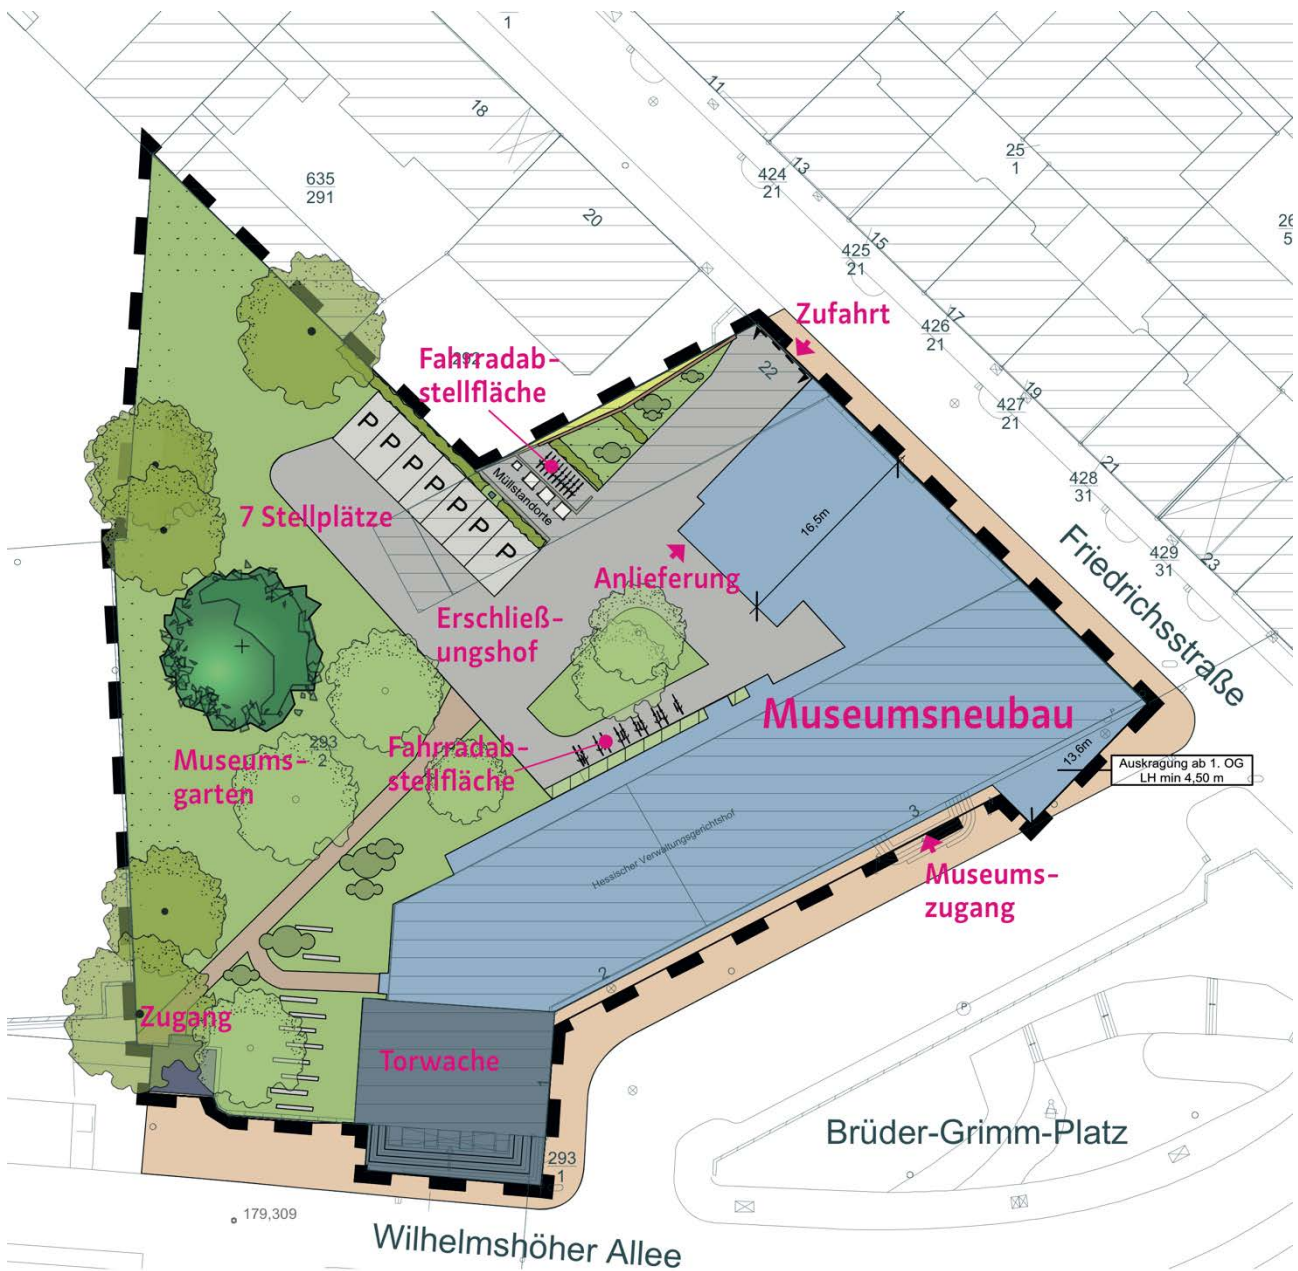 1
18
11
635
291
20
424
21
13
25
1
26
5
15
425
21
17
426
21
Zufahrt
22
Fahrradab-
stellfläche
292
19
427
21
P
P
P
P
P
P
P
Müllstandorte
7 Stellplätze
16,5m
21
428
31
23
429
31
Friedrichsstraße
Anlieferung
Erschließ-
ungshof
Museumsneubau
Museums-
garten
293
2
Fahrradab-
stellfläche
13,6m
Auskragung ab 1. OG
LH min 4,50 m
3
Hessischer Verwaltungsgerichtshof
Museums-
zugang
2
P
Zugang
Torwache
1
Brüder-Grimm-Platz
293
1
179,309
Wilhelmshöher Allee